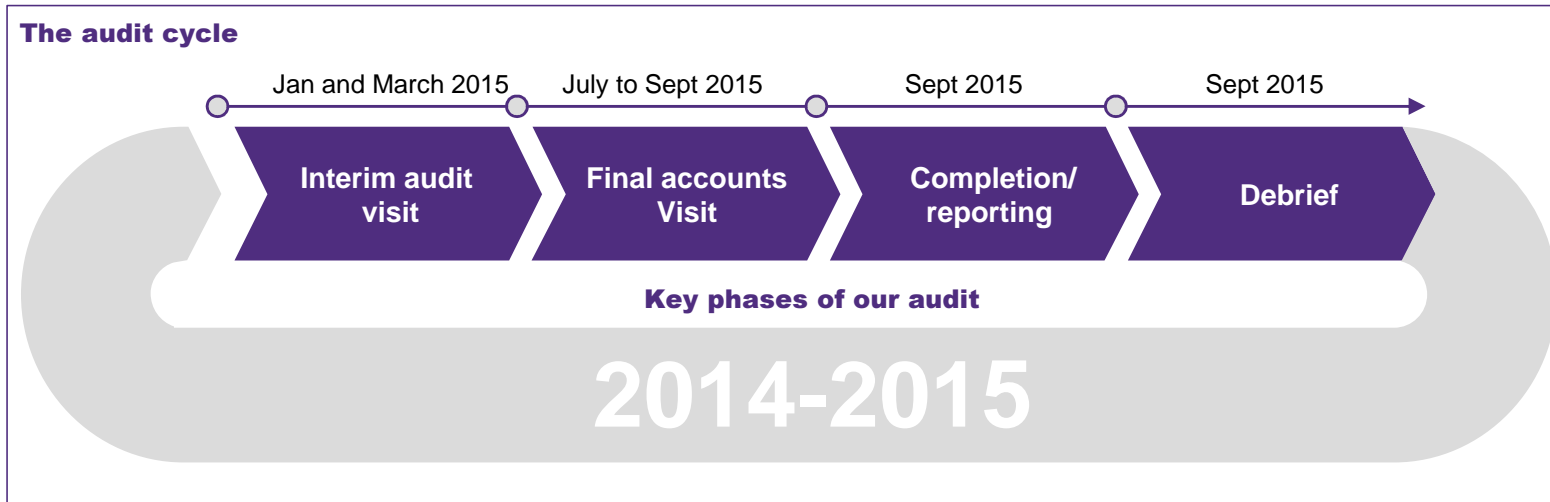 The audit cycle
Jan and March 2015
July to Sept 2015
Sept 2015
Sept 2015
Interim audit
visit
Final accounts
Visit
Completion/
reporting
Debrief
Key phases of our audit
2014-2015